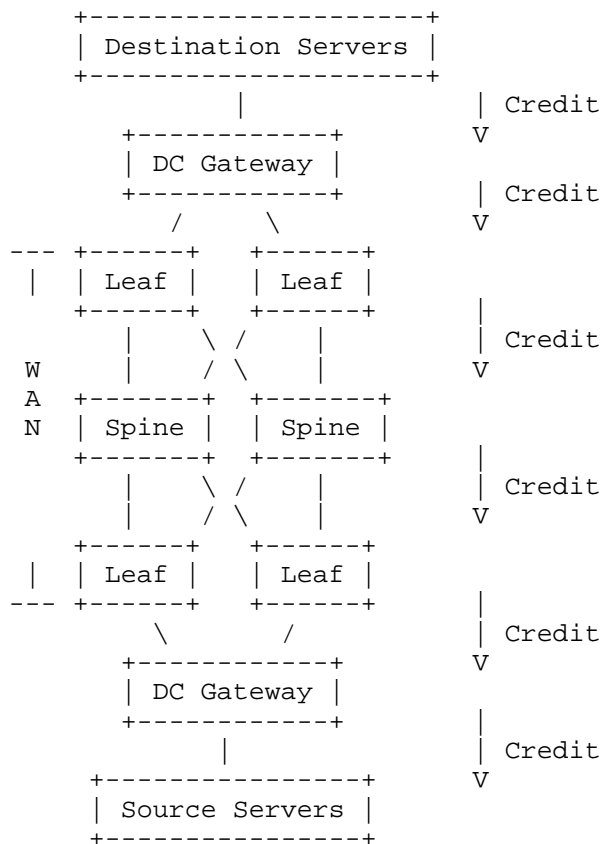 Destination Servers
Credit
DC Gateway
Credit
Leaf Leaf
Credit
W
A
N Spine Spine
Credit
Leaf Leaf
Credit
DC Gateway
Credit
Source Servers